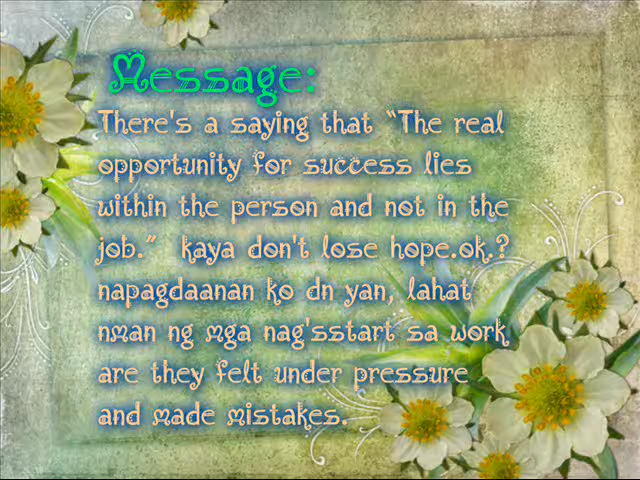 Message:
There's a saying that "The real
opportunity for success lies
within the person and not in the
job."  kaya don't lose hope.ok.?
napagdaanan ko dn yan, lahat
nman ng mga nag'sstart sa work
are they felt under pressure
and made mistakes.